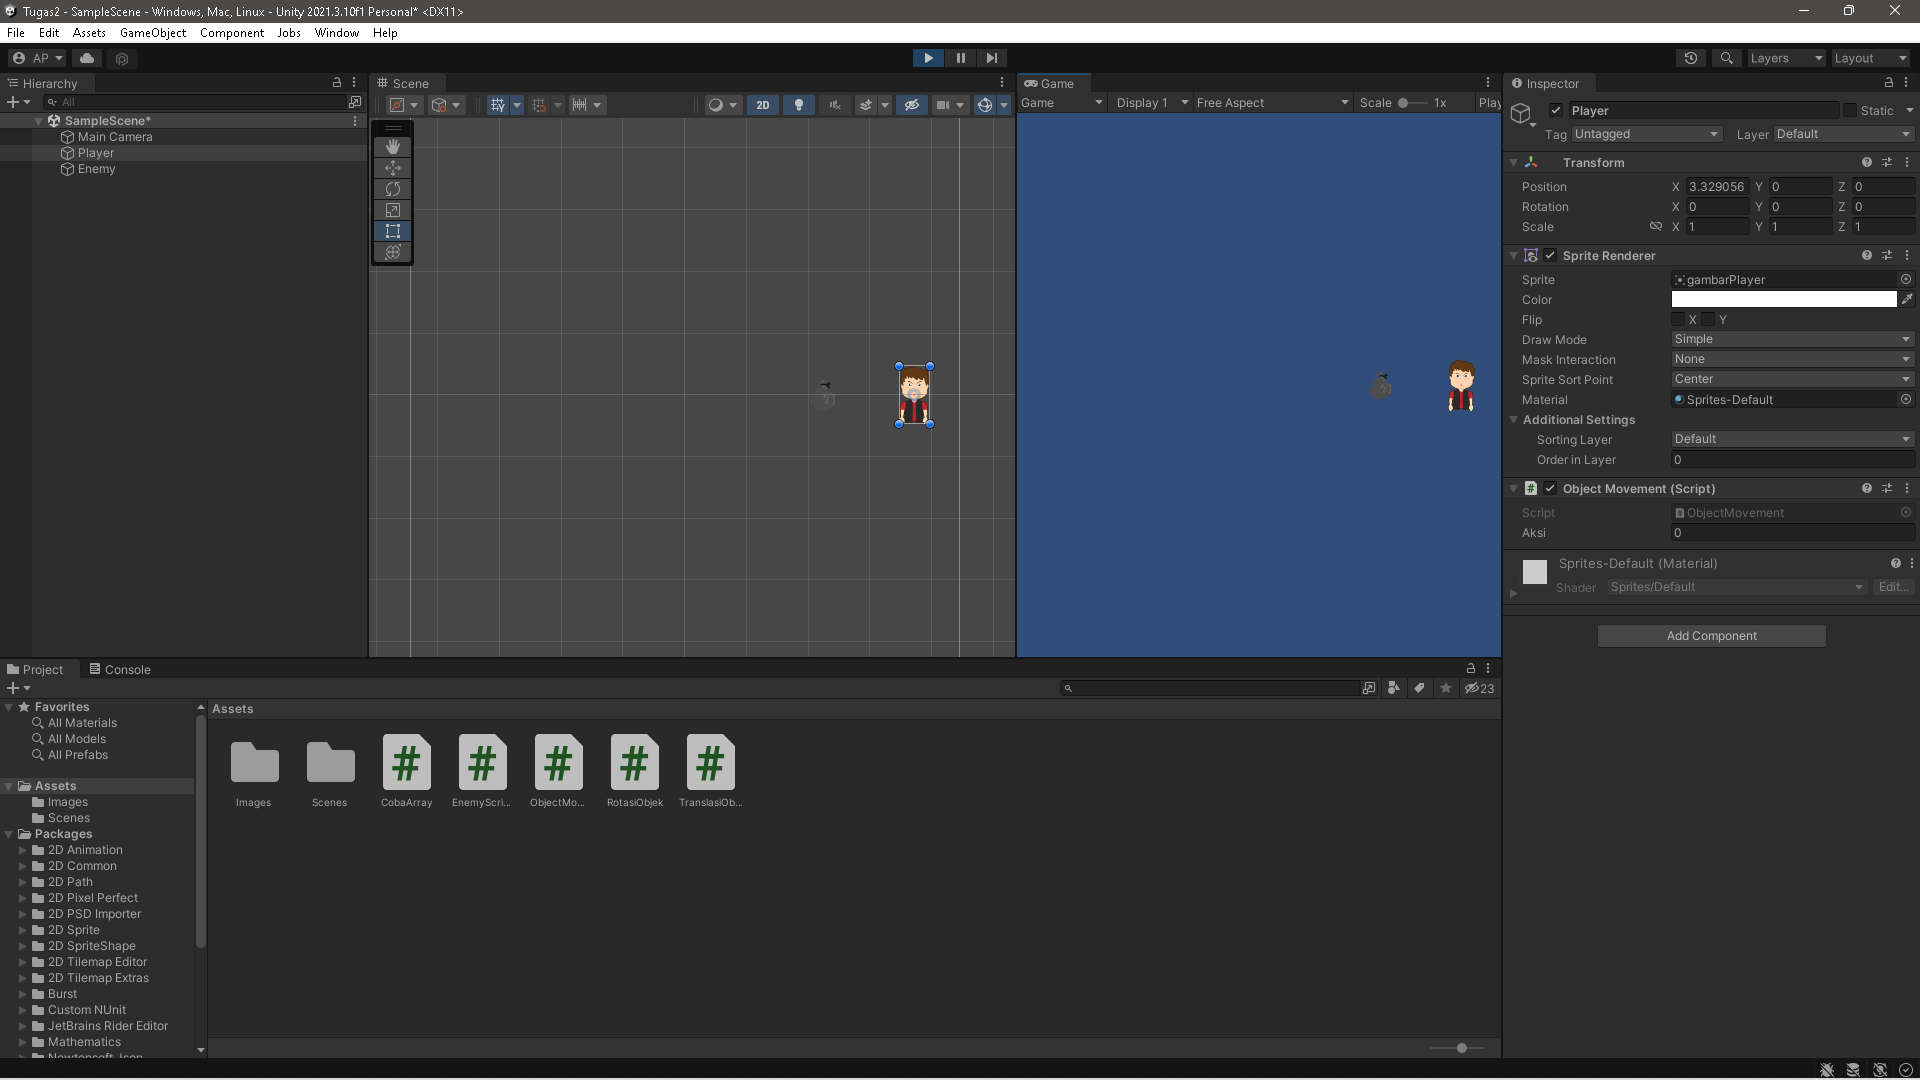 Tugas2 - SampleScene - Windows, Mac, Linux - Unity 2021.3.10f1 Personal* <DX11>
File Edit Assets GameObject Component Jobs Window Help
AP
Layers
Layout
Hierarchy
All
SampleScene*
Main Camera
Player
Enemy
Scene
2D
Game
Game
Display 1
Free Aspect
Scale
1x
Play
Inspector
Player
Static
Tag
Untagged
Layer
Default
Transform
Position X 3.329056 Y 0 Z 0
Rotation X 0 Y 0 Z 0
Scale X 1 Y 1 Z 1
Sprite Renderer
Sprite gambarPlayer
Color
Flip X Y
Draw Mode Simple
Mask Interaction None
Sprite Sort Point Center
Material Sprites-Default
Additional Settings
Sorting Layer Default
Order in Layer 0
Object Movement (Script)
Script ObjectMovement
Aksi 0
Sprites-Default (Material)
Shader Sprites/Default Edit...
Add Component
Project
Console
23
Favorites
All Materials
All Models
All Prefabs
Assets
Images
Scenes
Packages
2D Animation
2D Common
2D Path
2D Pixel Perfect
2D PSD Importer
2D Sprite
2D SpriteShape
2D Tilemap Editor
2D Tilemap Extras
Burst
Custom NUnit
JetBrains Rider Editor
Mathematics
Newtonsoft Json
Assets
Images
Scenes
CobaArray
EnemyScri...
ObjectMo...
RotasiObjek
TranslasiOb...